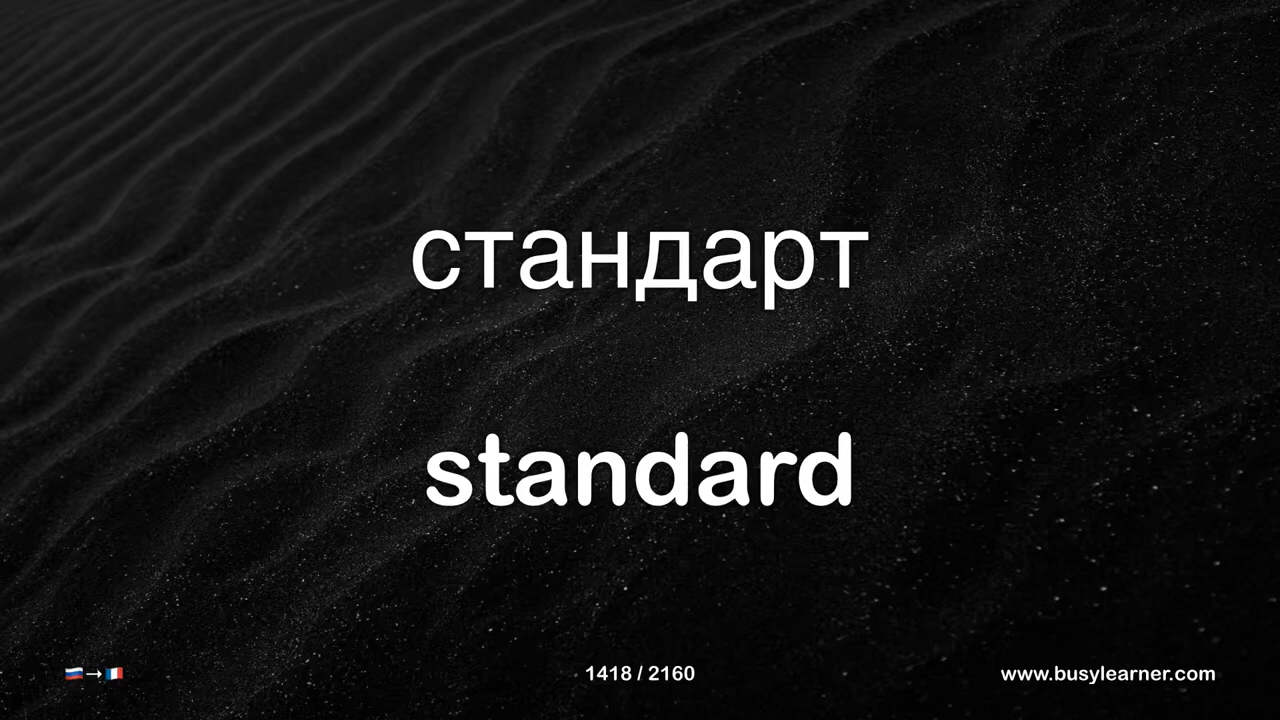 стандарт
standard
🇷🇺→🇫🇷
1418 / 2160
www.busylearner.com